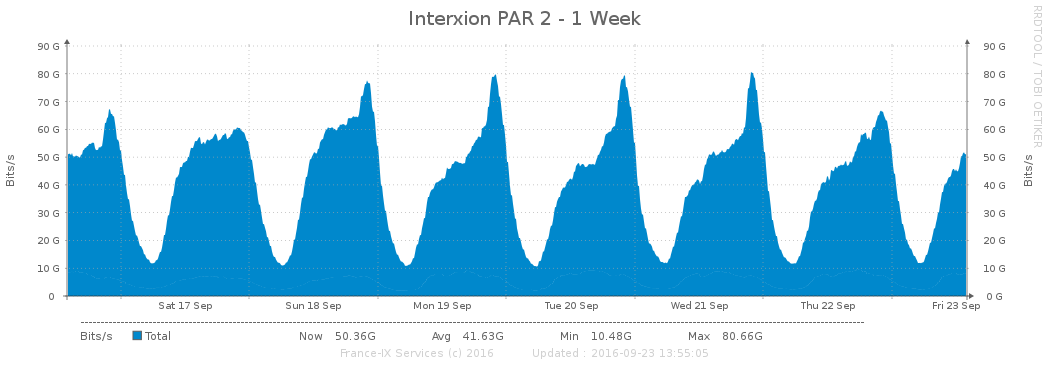 Interxion PAR 2 - 1 Week
RRDTOOL / TOBI OETIKER
Bits/s
90 G 90 G
80 G 80 G
70 G 70 G
60 G 60 G
50 G 50 G
40 G 40 G
30 G 30 G
20 G 20 G
10 G 10 G
0 0 G
Bits/s
Sat 17 Sep Sun 18 Sep Mon 19 Sep Tue 20 Sep Wed 21 Sep Thu 22 Sep Fri 23 Sep
Bits/s Total Now 50.36G Avg 41.63G Min 10.48G Max 80.66G
France-IX Services (c) 2016 Updated : 2016-09-23 13:55:05